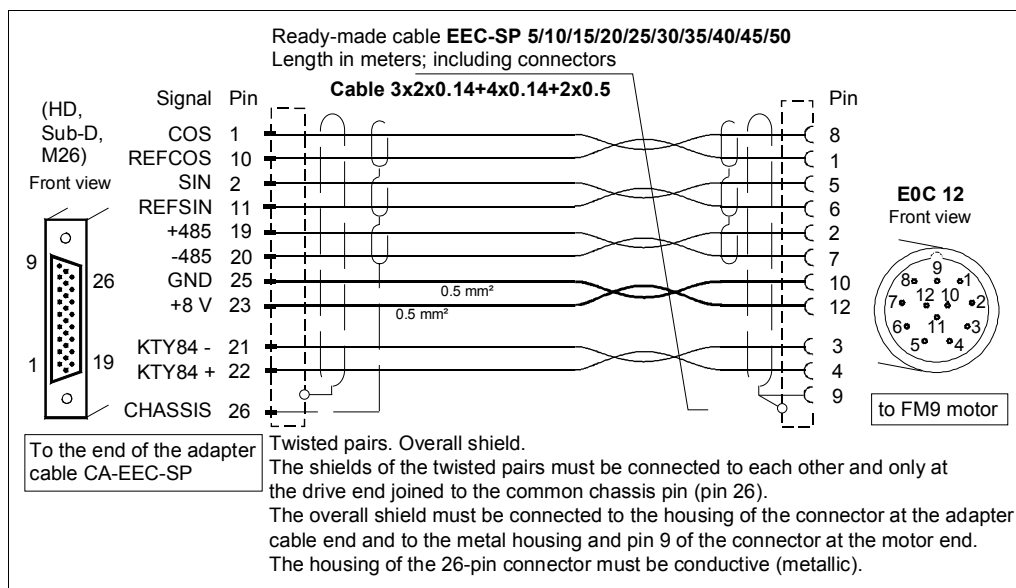 Ready-made cable EEC-SP 5/10/15/20/25/30/35/40/45/50
Length in meters; including connectors
Cable 3x2x0.14+4x0.14+2x0.5
(HD,
Sub-D,
M26)
Front view
9
26
1
19
Signal Pin Pin
COS 1 8
REFCOS 10 1
SIN 2 5
REFSIN 11 6
+485 19 2
-485 20 7
GND 25 0.5 mm² 10
+8 V 23 0.5 mm² 12
KTY84 - 21 3
KTY84 + 22 4
9
CHASSIS 26
E0C 12
Front view
9
8 1
7 12 10 2
6 11 3
5 4
to FM9 motor
To the end of the adapter
cable CA-EEC-SP
Twisted pairs. Overall shield.
The shields of the twisted pairs must be connected to each other and only at
the drive end joined to the common chassis pin (pin 26).
The overall shield must be connected to the housing of the connector at the adapter
cable end and to the metal housing and pin 9 of the connector at the motor end.
The housing of the 26-pin connector must be conductive (metallic).